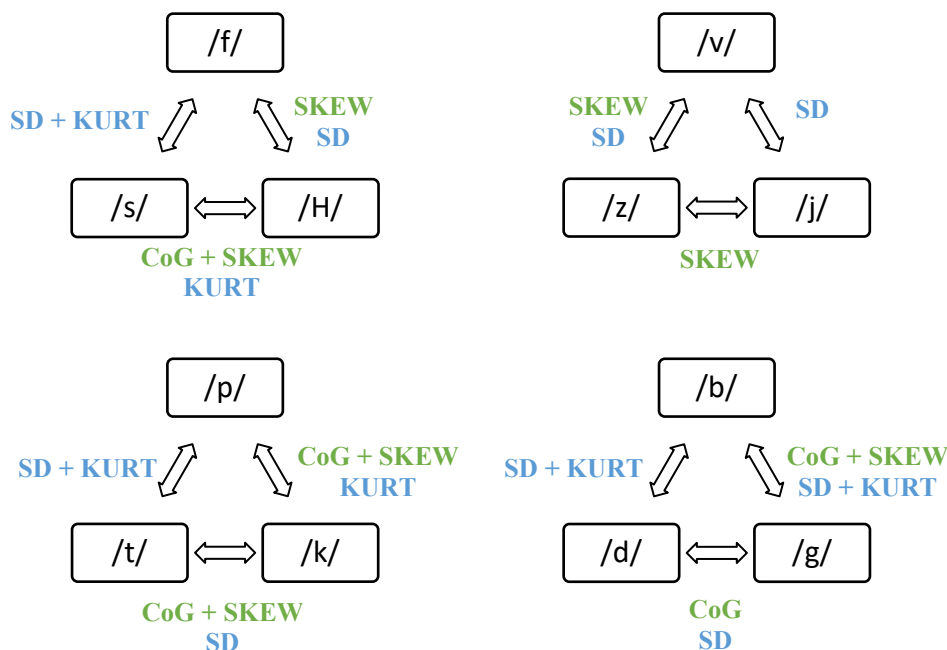 /f/
SD + KURT
SKEW
SD
/s/
/H/
CoG + SKEW
KURT
/v/
SKEW
SD
SD
/z/
/j/
SKEW
/p/
SD + KURT
CoG + SKEW
KURT
/t/
/k/
CoG + SKEW
SD
/b/
SD + KURT
CoG + SKEW
SD + KURT
/d/
/g/
CoG
SD